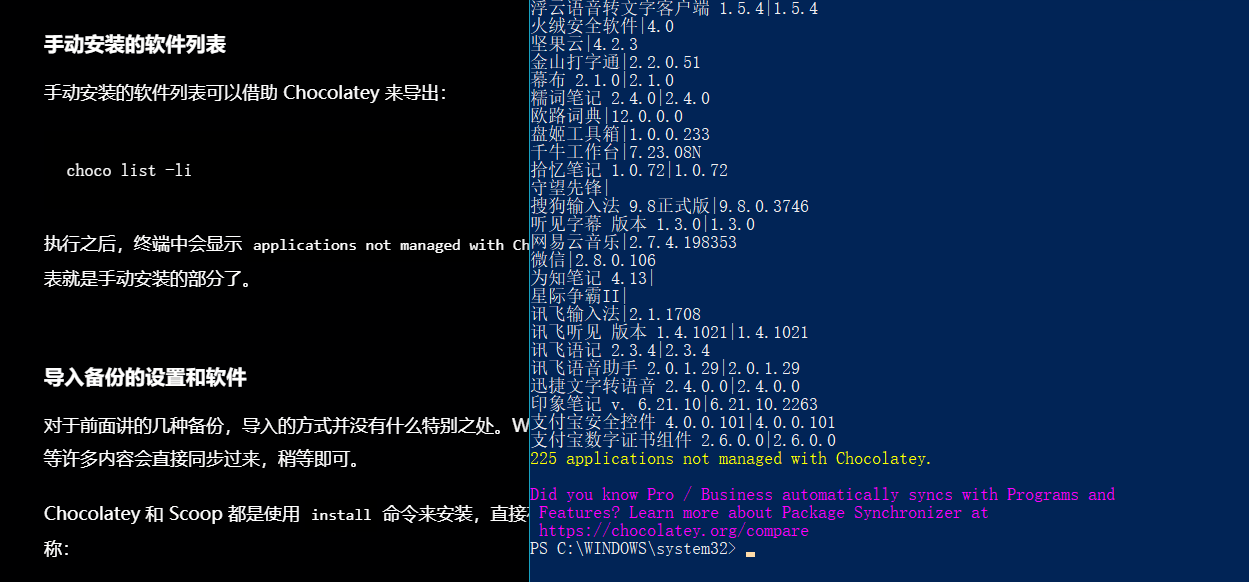 手动安装的软件列表
手动安装的软件列表可以借助 Chocolatey 来导出：
choco list -li
执行之后，终端中会显示 applications not managed with Ch
表就是手动安装的部分了。
导入备份的设置和软件
对于前面讲的几种备份，导入的方式并没有什么特别之处。W
等许多内容会直接同步过来，稍等即可。
Chocolatey 和 Scoop 都是使用 install 命令来安装，直接
称：
浮云语音转文字客户端 1.5.4|1.5.4
火绒安全软件|4.0
坚果云|4.2.3
金山打字通|2.2.0.51
幕布 2.1.0|2.1.0
糯词笔记 2.4.0|2.4.0
欧路词典|12.0.0.0
盘姬工具箱|1.0.0.233
千牛工作台|7.23.08N
拾忆笔记 1.0.72|1.0.72
守望先锋|
搜狗输入法 9.8正式版|9.8.0.3746
听见字幕 版本 1.3.0|1.3.0
网易云音乐|2.7.4.198353
微信|2.8.0.106
为知笔记 4.13|
星际争霸II|
讯飞输入法|2.1.1708
讯飞听见 版本 1.4.1021|1.4.1021
讯飞语记 2.3.4|2.3.4
讯飞语音助手 2.0.1.29|2.0.1.29
迅捷文字转语音 2.4.0.0|2.4.0.0
印象笔记 v. 6.21.10|6.21.10.2263
支付宝安全控件 4.0.0.101|4.0.0.101
支付宝数字证书组件 2.6.0.0|2.6.0.0
225 applications not managed with Chocolatey.
Did you know Pro / Business automatically syncs with Programs and
Features? Learn more about Package Synchronizer at
https://chocolatey.org/compare
PS C:\WINDOWS\system32>